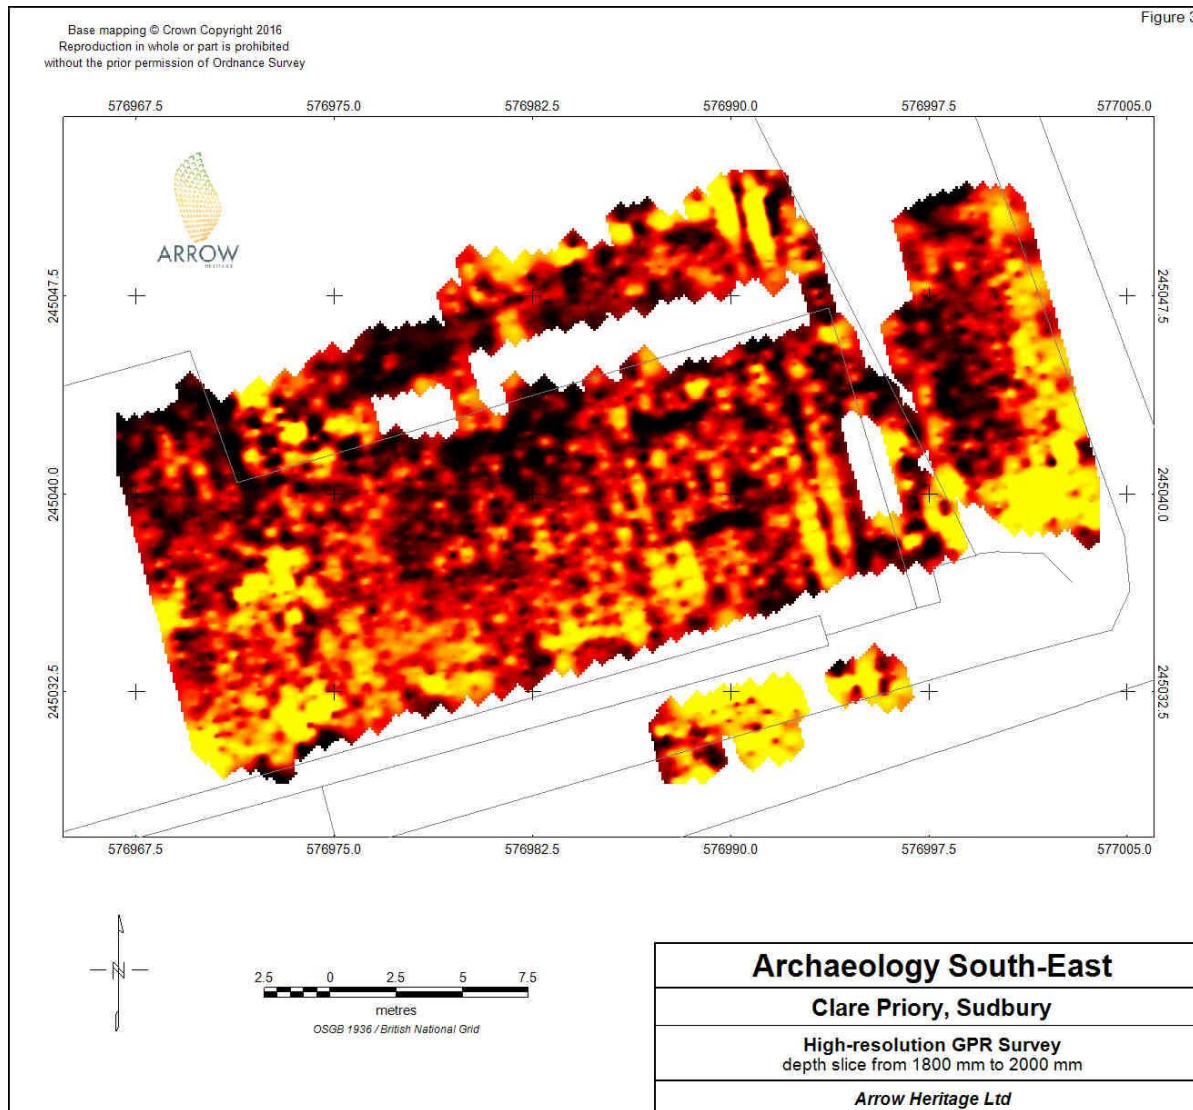 Figure 3
Base mapping © Crown Copyright 2016
Reproduction in whole or part is prohibited
without the prior permission of Ordnance Survey
576967.5 576975.0 576982.5 576990.0 576997.5 577005.0
ARROW
HERITAGE
245047.5 245047.5
245040.0 245040.0
245032.5 245032.5
576967.5 576975.0 576982.5 576990.0 576997.5 577005.0
N
2.5 0 2.5 5 7.5
metres
OSGB 1936 / British National Grid
Archaeology South-East
Clare Priory, Sudbury
High-resolution GPR Survey
depth slice from 1800 mm to 2000 mm
Arrow Heritage Ltd